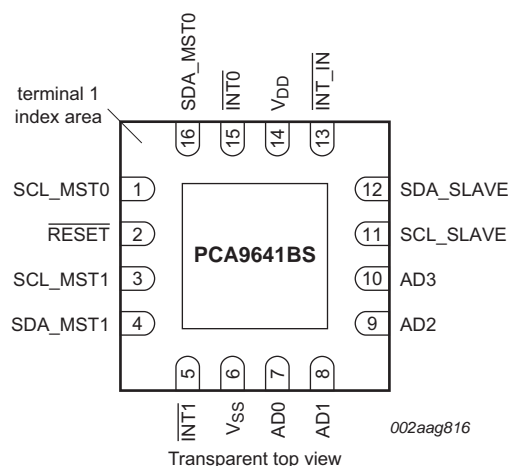 SDA_MST0
INT0
VDD
INT_IN
terminal 1
index area
16
15
14
13
SCL_MST0 1
12 SDA_SLAVE
RESET 2
11 SCL_SLAVE
PCA9641BS
SCL_MST1 3
10 AD3
SDA_MST1 4
9 AD2
5
6
7
8
INT1
VSS
AD0
AD1
002aag816
Transparent top view